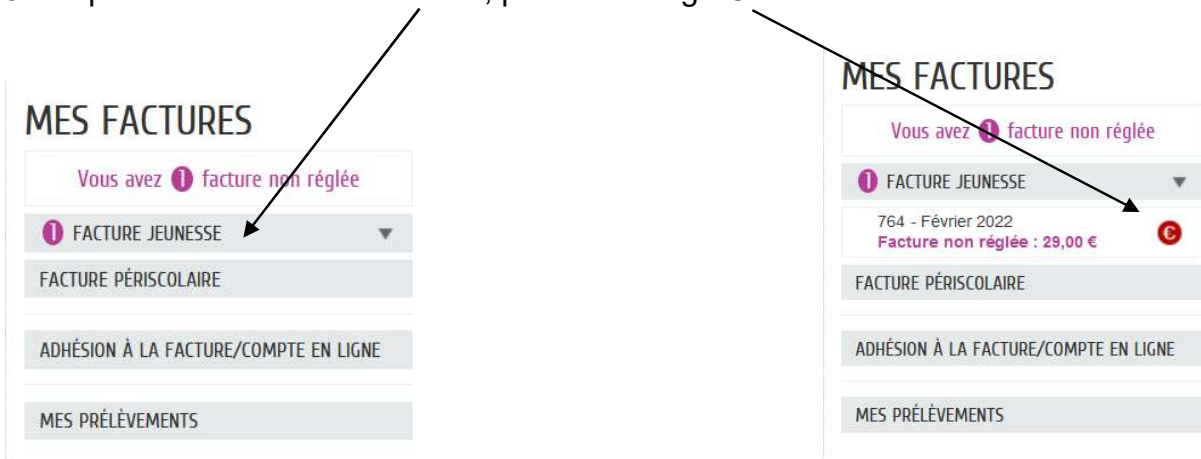 MES FACTURES
Vous avez 1 facture non réglée
1 FACTURE JEUNESSE
FACTURE PÉRISCOLAIRE
ADHÉSION À LA FACTURE/COMPTE EN LIGNE
MES PRÉLÈVEMENTS
MES FACTURES
Vous avez 1 facture non réglée
1 FACTURE JEUNESSE
764 - Février 2022
Facture non réglée : 29,00 €
€
FACTURE PÉRISCOLAIRE
ADHÉSION À LA FACTURE/COMPTE EN LIGNE
MES PRÉLÈVEMENTS